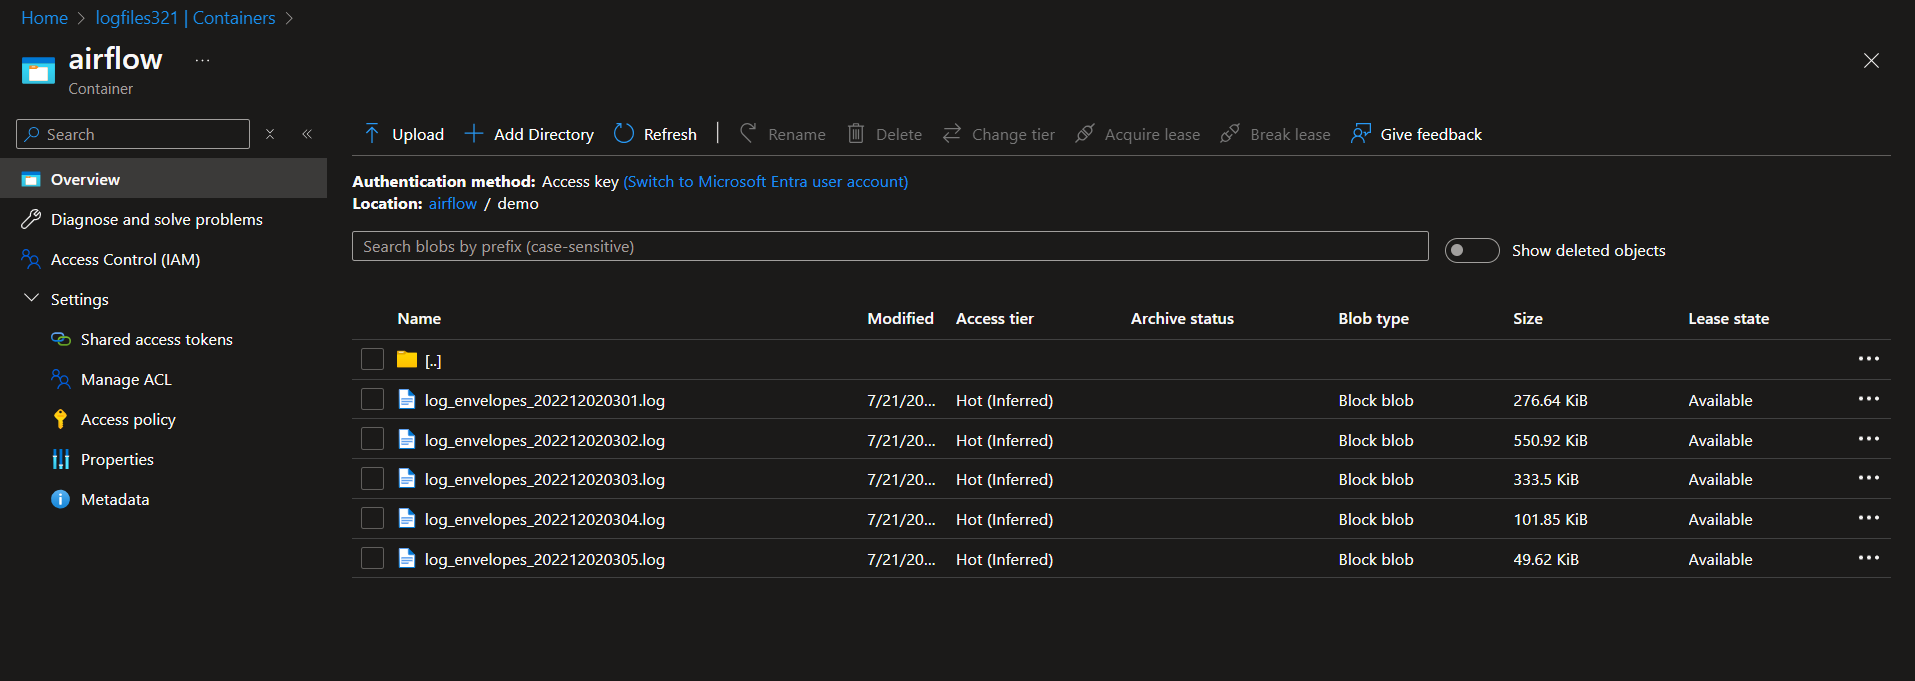 Home > logfiles321 | Containers >
airflow ...
Container
Search
Overview
Diagnose and solve problems
Access Control (IAM)
Settings
Shared access tokens
Manage ACL
Access policy
Properties
Metadata
Upload Add Directory Refresh | Rename Delete Change tier Acquire lease Break lease Give feedback
Authentication method: Access key (Switch to Microsoft Entra user account)
Location: airflow / demo
Search blobs by prefix (case-sensitive)
Show deleted objects
Name Modified Access tier Archive status Blob type Size Lease state
[..]
log_envelopes_202212020301.log 7/21/20... Hot (Inferred) Block blob 276.64 KiB Available
log_envelopes_202212020302.log 7/21/20... Hot (Inferred) Block blob 550.92 KiB Available
log_envelopes_202212020303.log 7/21/20... Hot (Inferred) Block blob 333.5 KiB Available
log_envelopes_202212020304.log 7/21/20... Hot (Inferred) Block blob 101.85 KiB Available
log_envelopes_202212020305.log 7/21/20... Hot (Inferred) Block blob 49.62 KiB Available